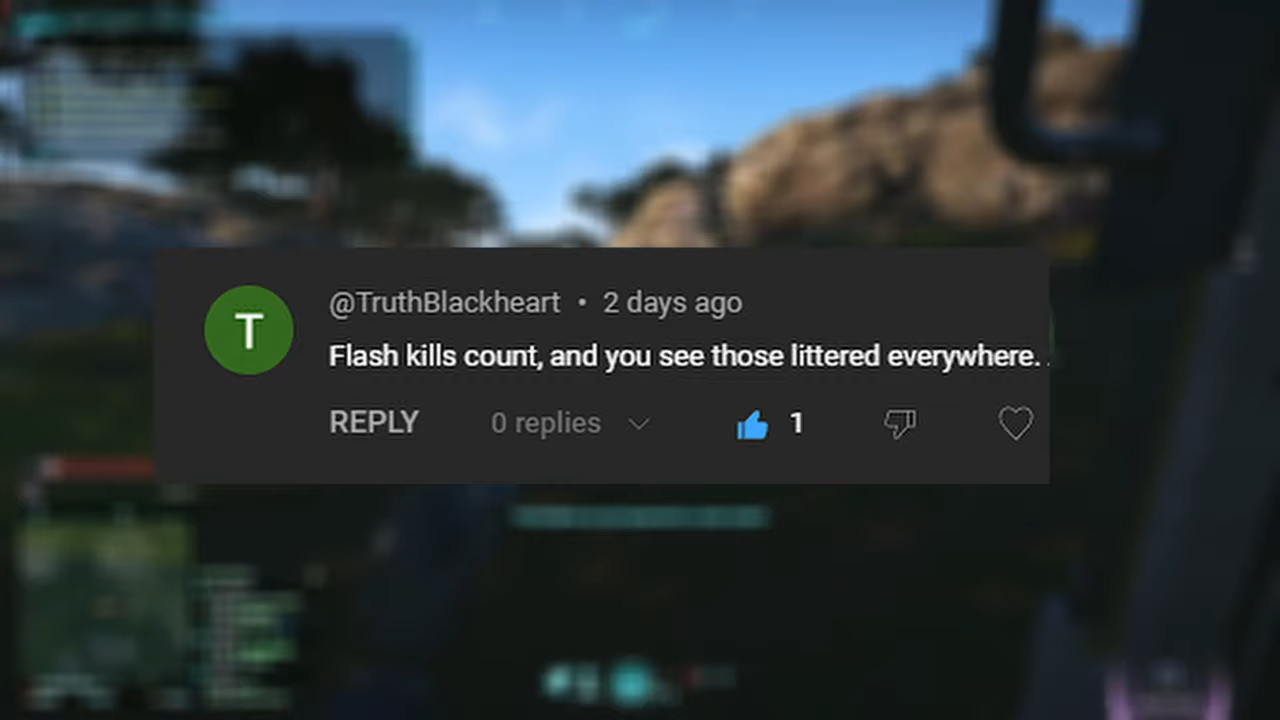 T
@TruthBlackheart • 2 days ago
Flash kills count, and you see those littered everywhere. .
REPLY 0 replies 1